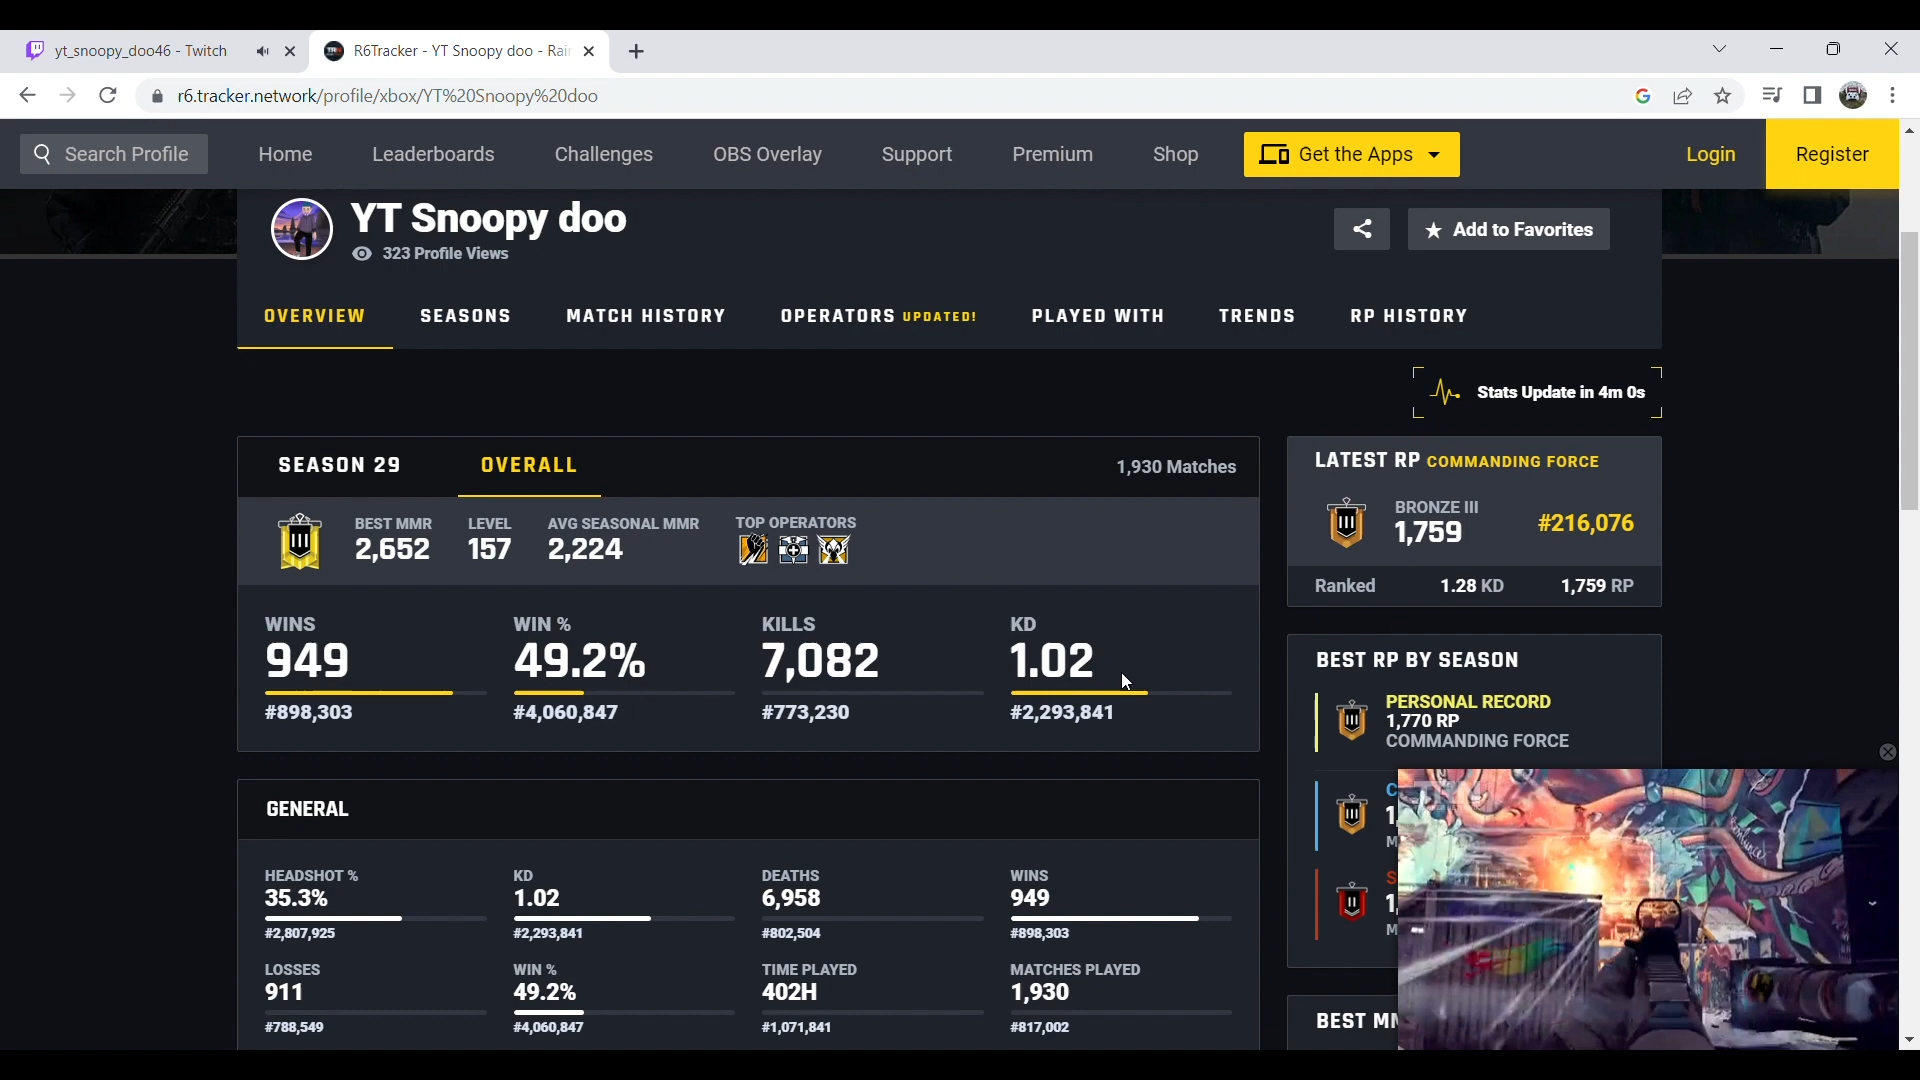 yt_snoopy_doo46 - Twitch
R6Tracker - YT Snoopy doo - Rai
r6.tracker.network/profile/xbox/YT%20Snoopy%20doo
Search Profile
Home
Leaderboards
Challenges
OBS Overlay
Support
Premium
Shop
Get the Apps
Login
Register
YT Snoopy doo
323 Profile Views
Add to Favorites
OVERVIEW
SEASONS
MATCH HISTORY
OPERATORS UPDATED!
PLAYED WITH
TRENDS
RP HISTORY
Stats Update in 4m 0s
SEASON 29
OVERALL
1,930 Matches
BEST MMR
2,652
LEVEL
157
AVG SEASONAL MMR
2,224
TOP OPERATORS
WINS
949
#898,303
WIN %
49.2%
#4,060,847
KILLS
7,082
#773,230
KD
1.02
#2,293,841
LATEST RP COMMANDING FORCE
BRONZE III
1,759
#216,076
Ranked
1.28 KD
1,759 RP
BEST RP BY SEASON
PERSONAL RECORD
1,770 RP
COMMANDING FORCE
GENERAL
HEADSHOT %
35.3%
#2,807,925
KD
1.02
#2,293,841
DEATHS
6,958
#802,504
WINS
949
#898,303
LOSSES
911
#788,549
WIN %
49.2%
#4,060,847
TIME PLAYED
402H
#1,071,841
MATCHES PLAYED
1,930
#817,002
BEST